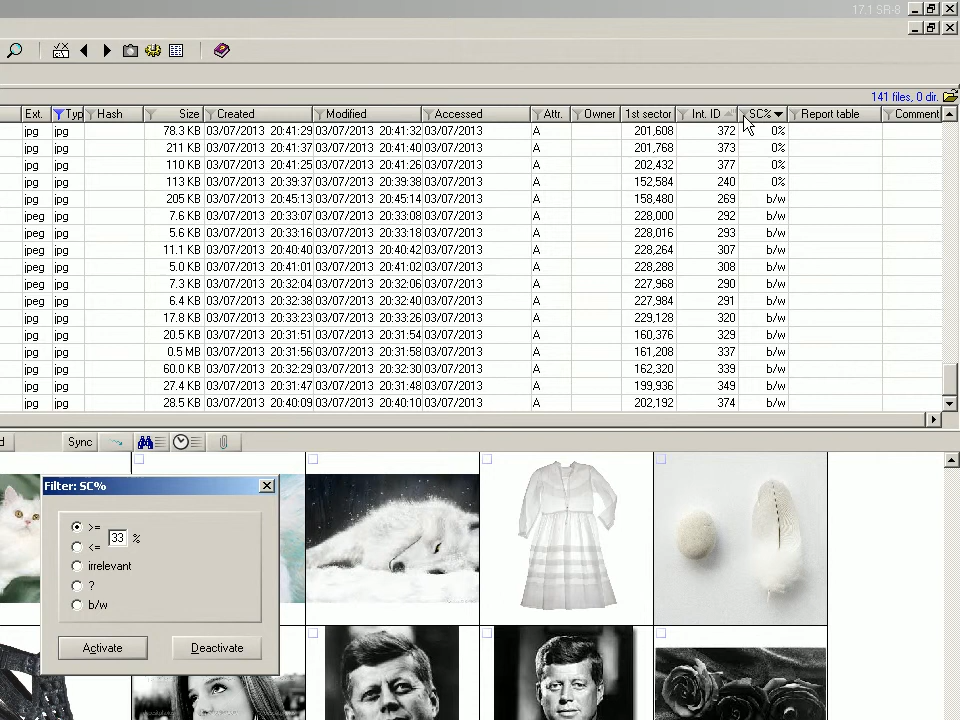 17.1 SR-8
141 files, 0 dir.
Ext. Typ Hash Size Created Modified Accessed Attr. Owner 1st sector Int. ID SC% Report table Comment
jpg jpg 78.3 KB 03/07/2013 20:41:29 03/07/2013 20:41:32 03/07/2013 A 201,608 372 0%
jpg jpg 211 KB 03/07/2013 20:41:37 03/07/2013 20:41:40 03/07/2013 A 201,768 373 0%
jpg jpg 110 KB 03/07/2013 20:41:25 03/07/2013 20:41:26 03/07/2013 A 202,432 377 0%
jpg jpg 113 KB 03/07/2013 20:39:37 03/07/2013 20:39:38 03/07/2013 A 152,584 240 0%
jpg jpg 205 KB 03/07/2013 20:45:13 03/07/2013 20:45:14 03/07/2013 A 158,480 269 b/w
jpeg jpg 7.6 KB 03/07/2013 20:33:07 03/07/2013 20:33:08 03/07/2013 A 228,000 292 b/w
jpeg jpg 5.6 KB 03/07/2013 20:33:16 03/07/2013 20:33:18 03/07/2013 A 228,016 293 b/w
jpeg jpg 11.1 KB 03/07/2013 20:40:40 03/07/2013 20:40:42 03/07/2013 A 228,264 307 b/w
jpeg jpg 5.0 KB 03/07/2013 20:41:01 03/07/2013 20:41:02 03/07/2013 A 228,288 308 b/w
jpeg jpg 7.3 KB 03/07/2013 20:32:04 03/07/2013 20:32:06 03/07/2013 A 227,968 290 b/w
jpeg jpg 6.4 KB 03/07/2013 20:32:38 03/07/2013 20:32:40 03/07/2013 A 227,984 291 b/w
jpg jpg 17.8 KB 03/07/2013 20:33:23 03/07/2013 20:33:26 03/07/2013 A 229,128 320 b/w
jpg jpg 20.5 KB 03/07/2013 20:31:51 03/07/2013 20:31:54 03/07/2013 A 160,376 329 b/w
jpg jpg 0.5 MB 03/07/2013 20:31:56 03/07/2013 20:31:58 03/07/2013 A 161,208 337 b/w
jpg jpg 60.0 KB 03/07/2013 20:32:29 03/07/2013 20:32:30 03/07/2013 A 162,320 339 b/w
jpg jpg 27.4 KB 03/07/2013 20:31:47 03/07/2013 20:31:48 03/07/2013 A 199,936 349 b/w
jpg jpg 28.5 KB 03/07/2013 20:40:09 03/07/2013 20:40:10 03/07/2013 A 202,192 374 b/w
d Sync
Filter: SC%
>=
33 %
<=
irrelevant
?
b/w
Activate Deactivate